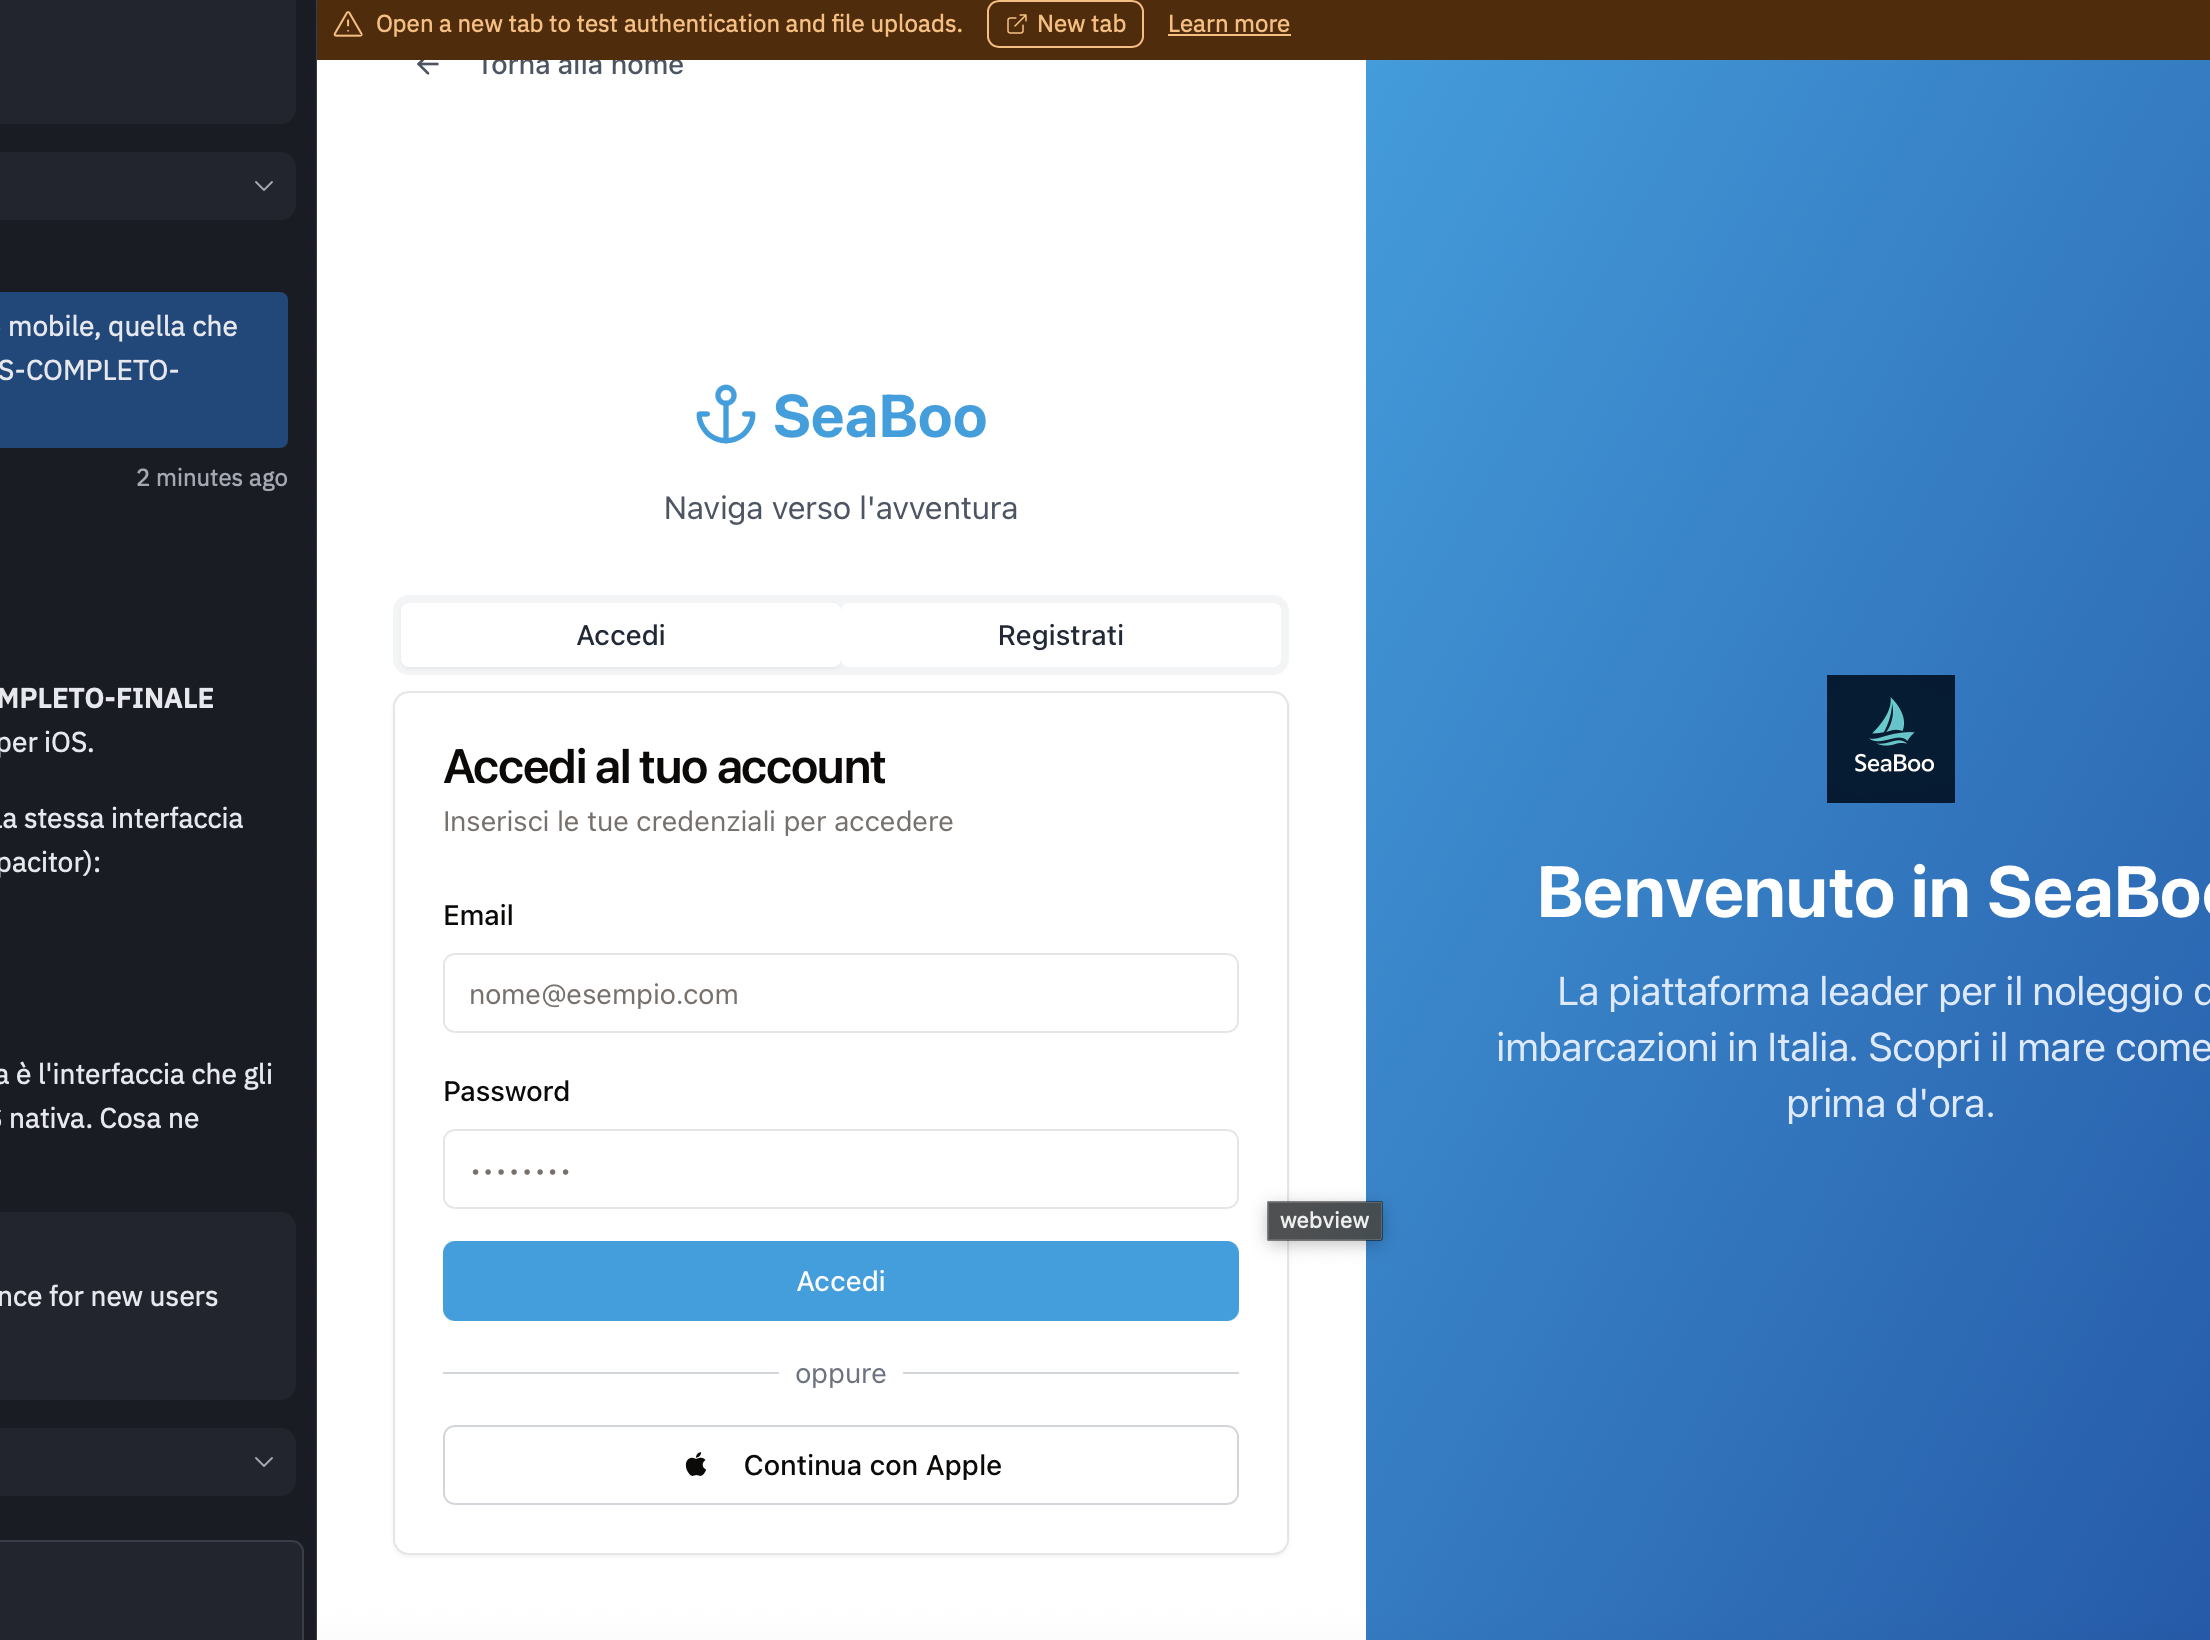 Open a new tab to test authentication and file uploads.
New tab
Learn more
Torna alla home
mobile, quella che
S-COMPLETO-
2 minutes ago
MPLETO-FINALE
per iOS.
a stessa interfaccia
pacitor):
a è l'interfaccia che gli
nativa. Cosa ne
nce for new users
SeaBoo
Naviga verso l'avventura
Accedi
Registrati
Accedi al tuo account
Inserisci le tue credenziali per accedere
Email
nome@esempio.com
Password
........
webview
Accedi
oppure
Continua con Apple
SeaBoo
Benvenuto in SeaBoo
La piattaforma leader per il noleggio d
imbarcazioni in Italia. Scopri il mare come
prima d'ora.